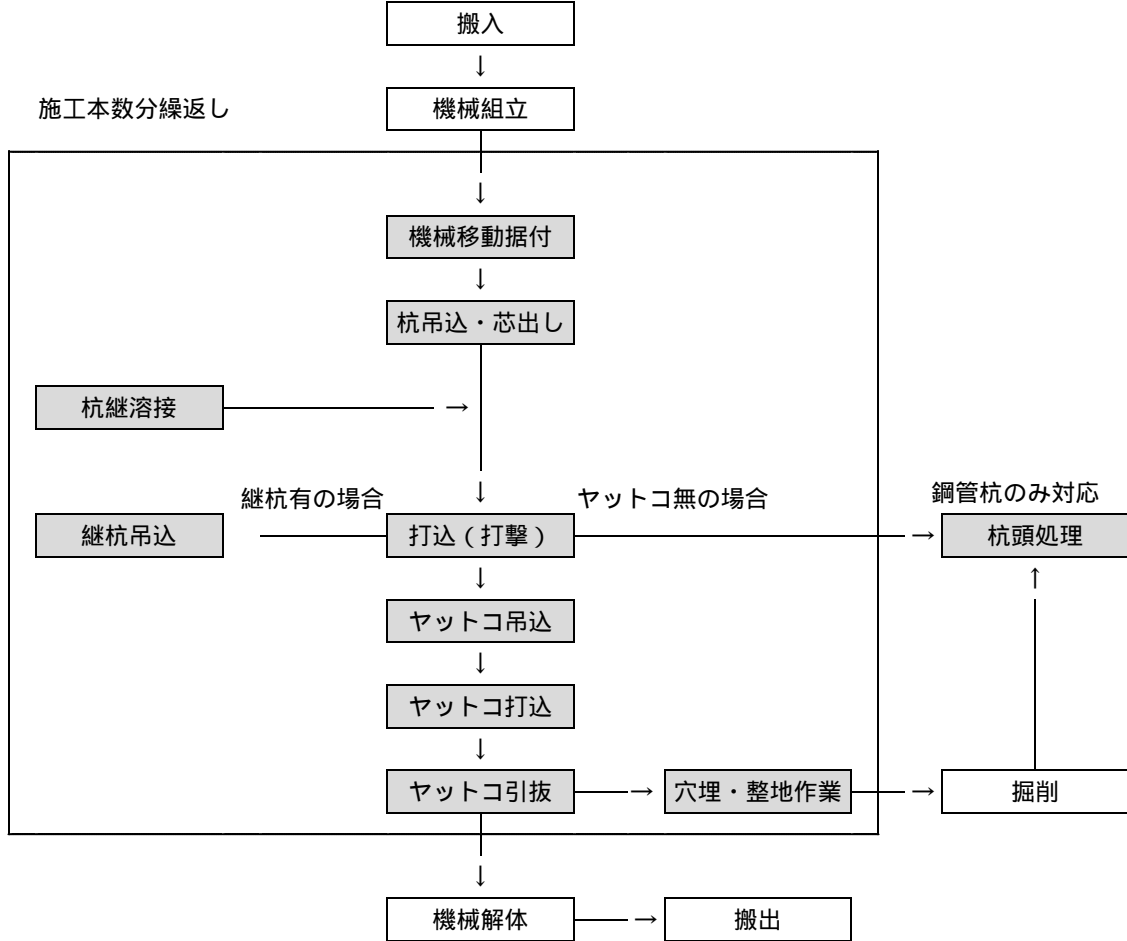 搬入
↓
施工本数分繰返し
機械組立
↓
機械移動据付
↓
杭吊込・芯出し
杭継溶接
→
↓
継杭有の場合
ヤットコ無の場合
鋼管杭のみ対応
継杭吊込
打込(打撃)
→
杭頭処理
↓
↑
ヤットコ吊込
↓
ヤットコ打込
↓
ヤットコ引抜
→
穴埋・整地作業
→
掘削
↓
機械解体
→
搬出